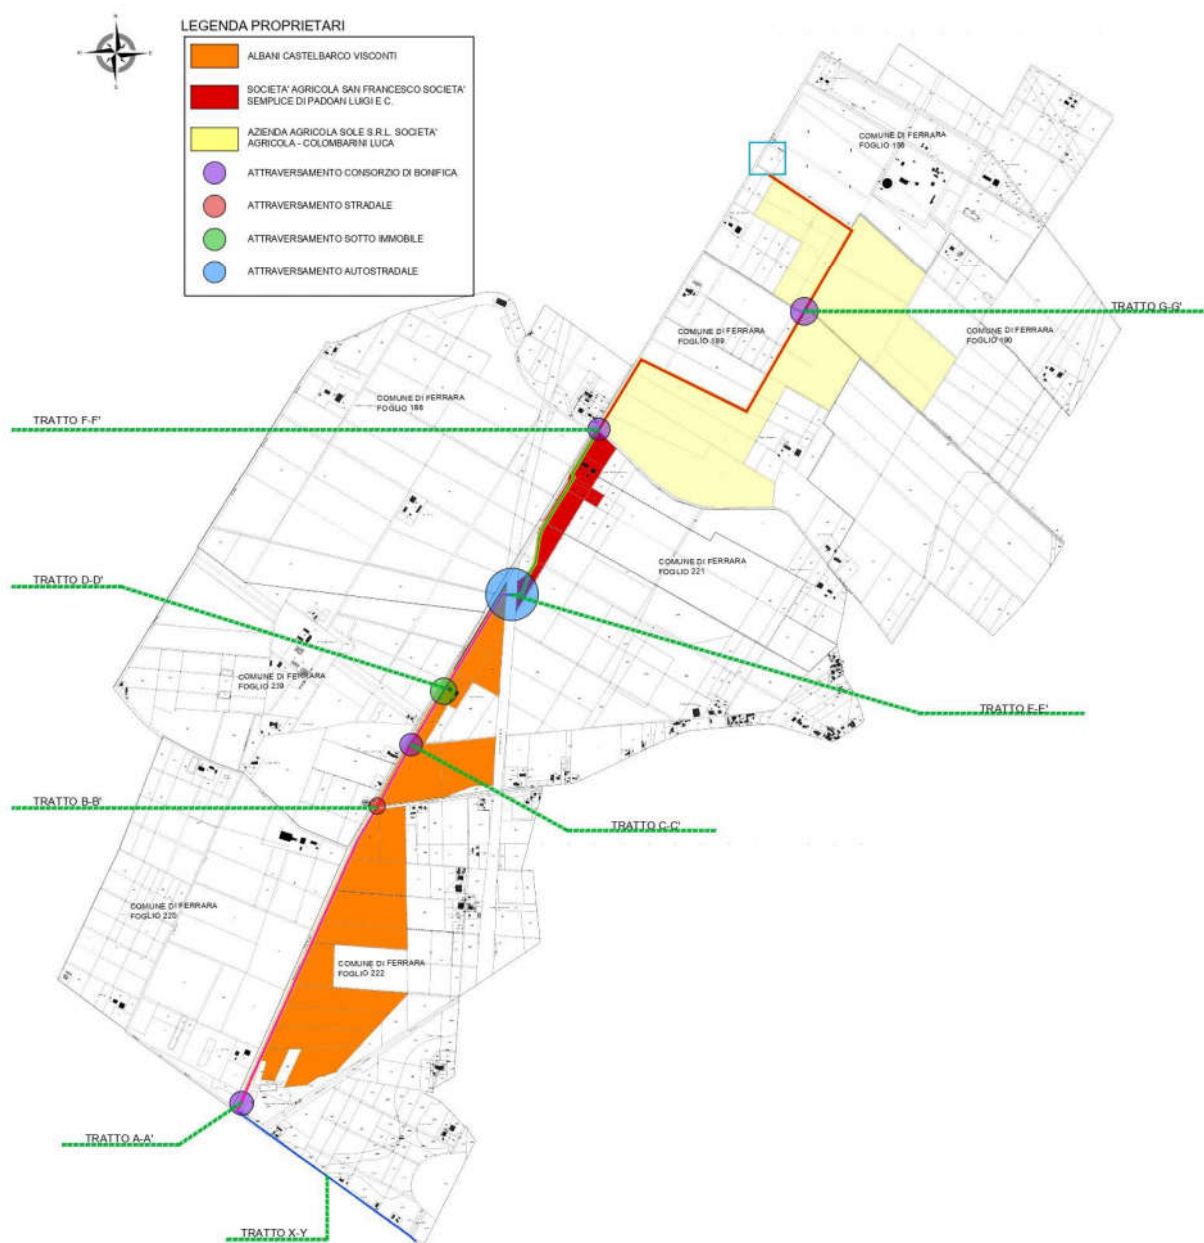 LEGENDA PROPRIETARI
ALBANI CASTELBARCO VISCONTI
SOCIETA' AGRICOLA SAN FRANCESCO SOCIETA'
SEMPLICE DI PADOAN LUIGI E C.
AZIENDA AGRICOLA SOLE S.R.L. SOCIETA'
AGRICOLA - COLOMBARINI LUCA
ATTRAVERSAMENTO CONSORZIO DI BONIFICA
ATTRAVERSAMENTO STRADALE
ATTRAVERSAMENTO SOTTO IMMOBILE
ATTRAVERSAMENTO AUTOSTRADALE
COMUNE DI FERRARA
FOGLIO
TRATTO G-G'
COMUNE DI FERRARA
FOGLIO 189
COMUNE DI FERRARA
FOGLIO 190
COMUNE DI FERRARA
FOGLIO 188
TRATTO F-F'
COMUNE DI FERRARA
FOGLIO 221
TRATTO D-D'
COMUNE DI FERRARA
FOGLIO
TRATTO E-E'
TRATTO B-B'
TRATTO C-C'
COMUNE DI FERRARA
FOGLIO 225
COMUNE DI FERRARA
FOGLIO 222
TRATTO A-A'
TRATTO X-Y